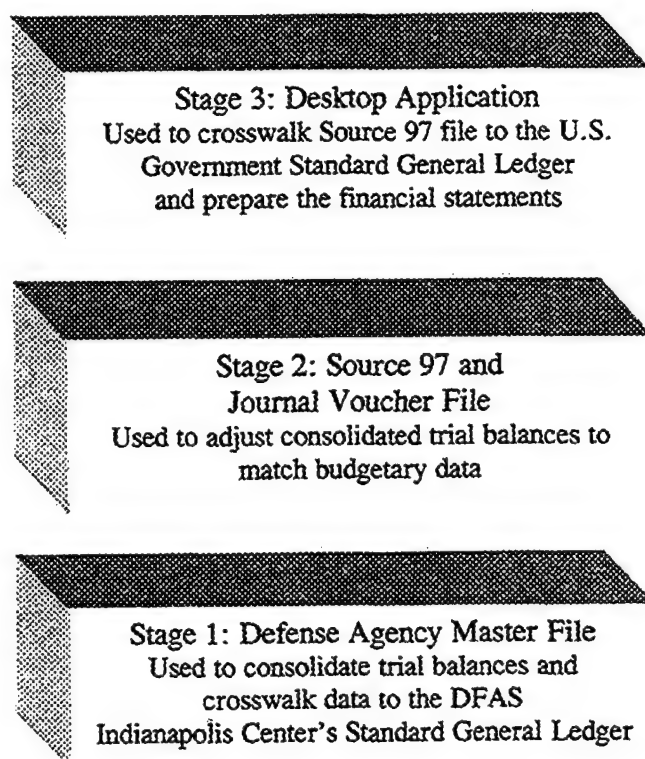 Stage 3: Desktop Application
Used to crosswalk Source 97 file to the U.S.
Government Standard General Ledger
and prepare the financial statements
Stage 2: Source 97 and
Journal Voucher File
Used to adjust consolidated trial balances to
match budgetary data
Stage 1: Defense Agency Master File
Used to consolidate trial balances and
crosswalk data to the DFAS
Indianapolis Center's Standard General Ledger